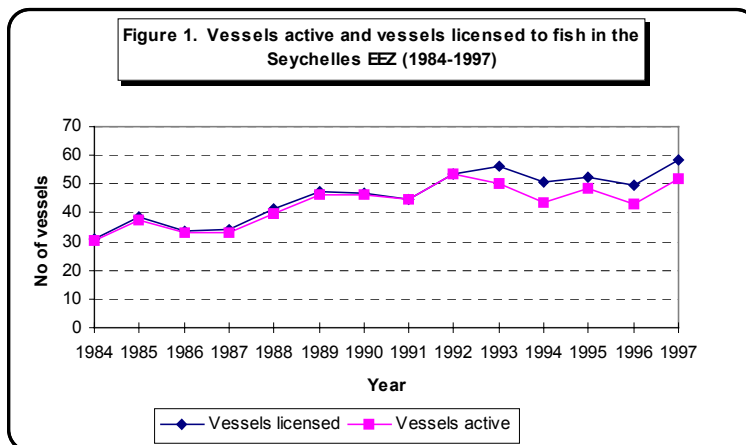 Figure 1. Vessels active and vessels licensed to fish in the
Seychelles EEZ (1984-1997)
70
60
50
40
30
20
10
0
No of vessels
1984 1985 1986 1987 1988 1989 1990 1991 1992 1993 1994 1995 1996 1997
Year
Vessels licensed Vessels active